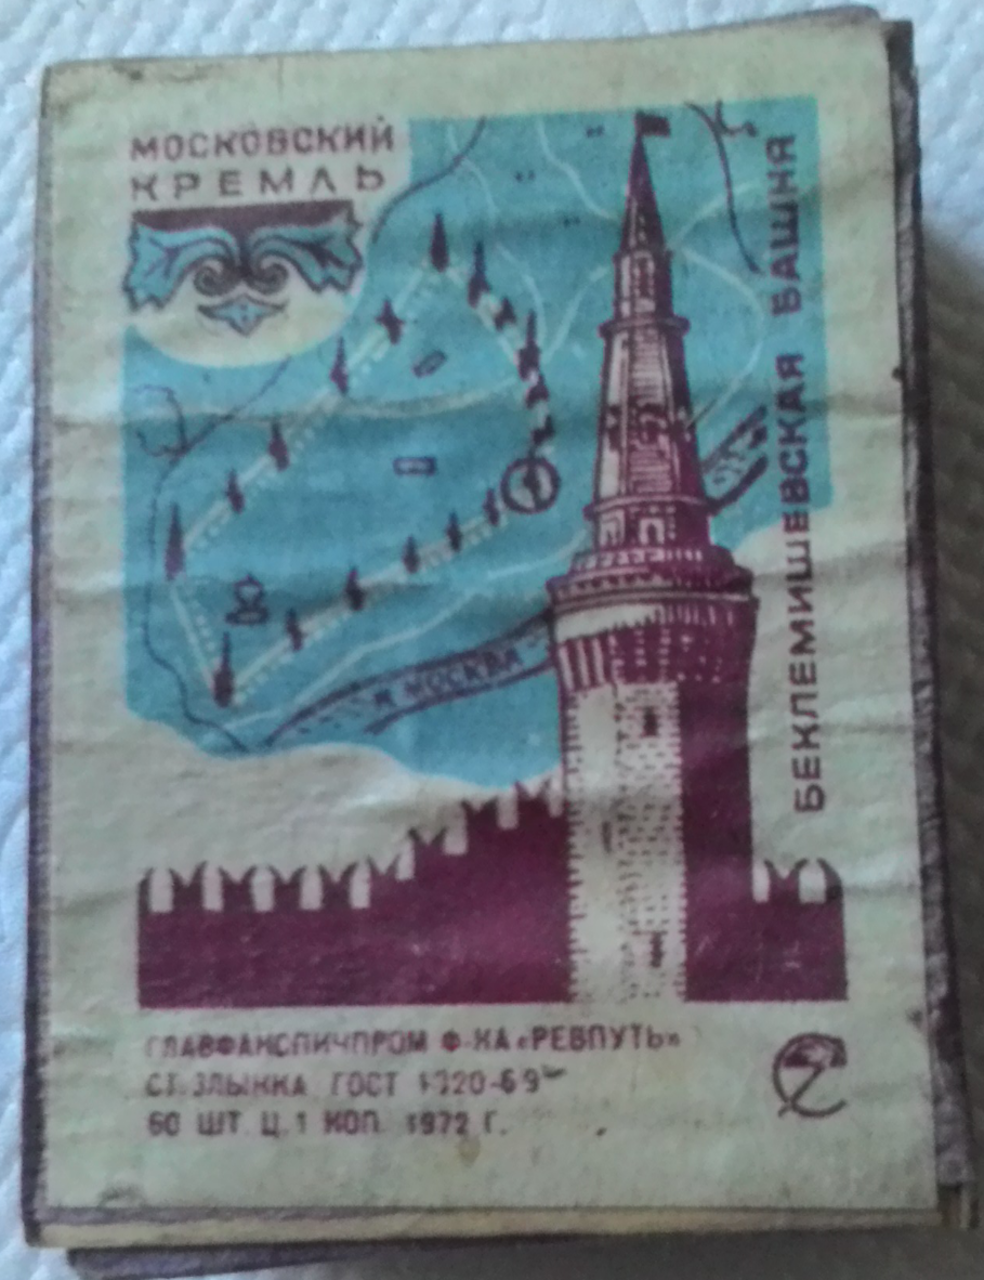 МОСКОВСКИЙ
КРЕМЛЬ
БЕКЛЕМИШЕВСКАЯ БАШНЯ
МОСКВА
ГЛАВФАНСПИЧПРОМ Ф-КА «РЕВПУТЬ»
СТ. ЗЛЫНКА ГОСТ 1820-69
60 ШТ. Ц. 1 КОП. 1972 Г.